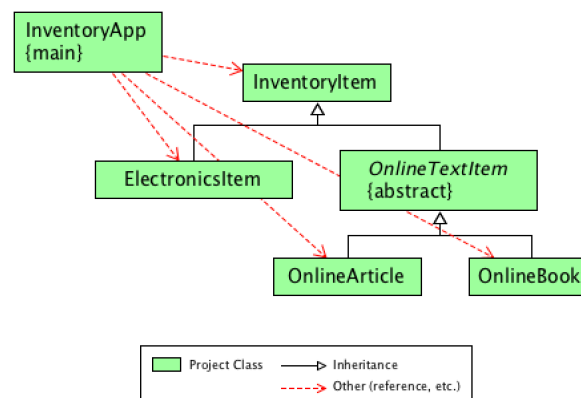 InventoryApp
{main}
InventoryItem
ElectronicsItem
OnlineTextItem
{abstract}
OnlineArticle
OnlineBook
Project Class
Inheritance
Other (reference, etc.)